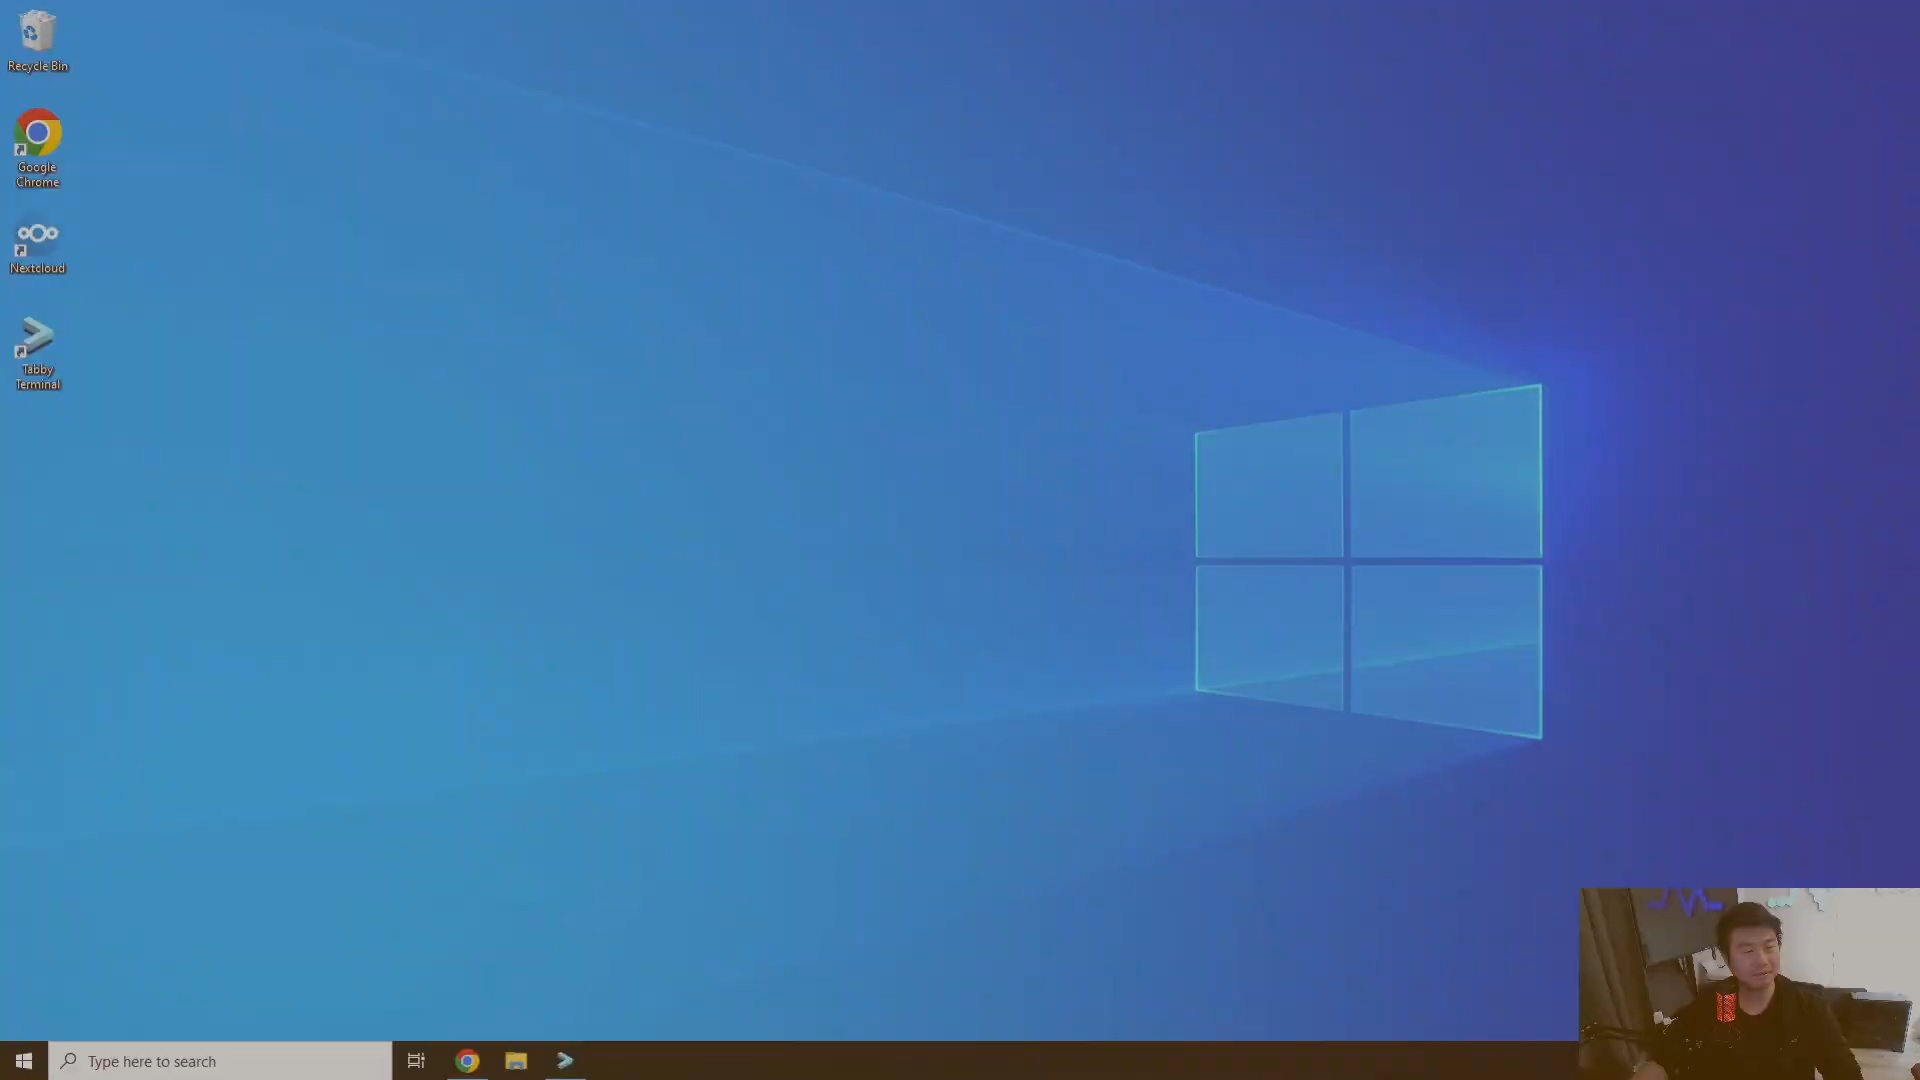 Recycle Bin
Google
Chrome
Nextcloud
Tabby
Terminal
Type here to search